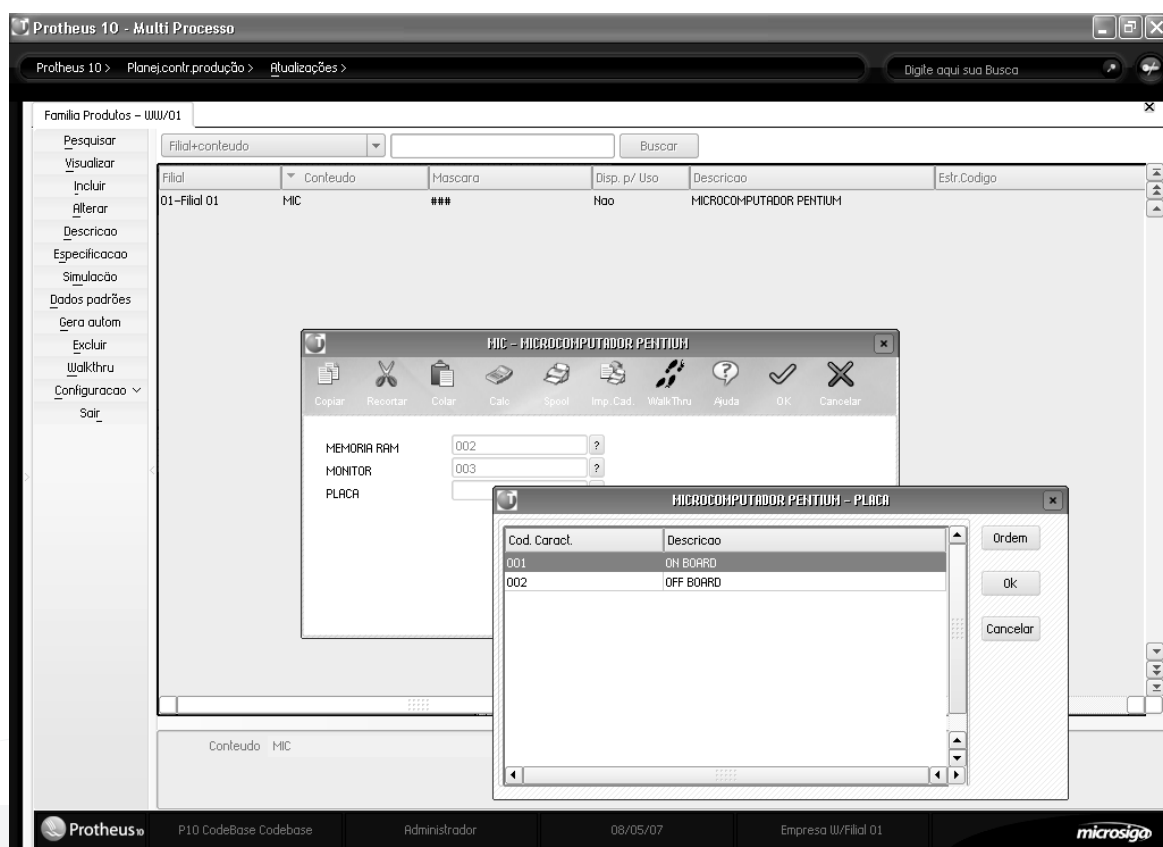 Protheus 10 - Multi Processo
Protheus 10 > Planej.contr.produção > Atualizações >
Digite aqui sua Busca
Familia Produtos - WW/01
Pesquisar
Visualizar
Incluir
Alterar
Descricao
Especificacao
Simulacão
Dados padrões
Gera autom
Excluir
Walkthru
Configuracao
Sair
Filial+conteudo
Buscar
Filial Conteudo Mascara Disp. p/ Uso Descricao Estr.Codigo
01-Filial 01 MIC ### Nao MICROCOMPUTADOR PENTIUM
MIC - MICROCOMPUTADOR PENTIUM
Copiar Recortar Colar Calc Spool Imp. Cad. WalkThru Ajuda OK Cancelar
MEMORIA RAM 002 ?
MONITOR 003 ?
PLACA
MICROCOMPUTADOR PENTIUM - PLACA
Cod. Caract. Descricao
001 ON BOARD
002 OFF BOARD
Ordem
Ok
Cancelar
Conteudo MIC
Protheus10 P10 CodeBase Codebase Administrador 08/05/07 Empresa W/Filial 01 microsiga